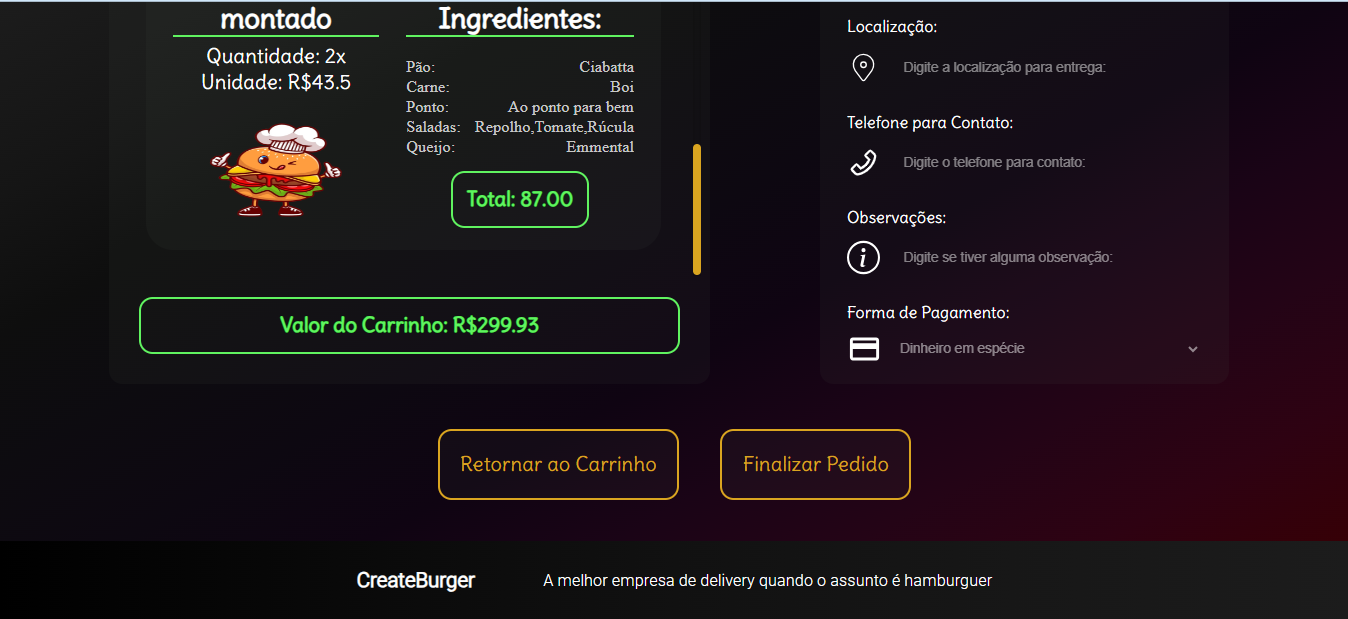 montado
Quantidade: 2x
Unidade: R$43.5
Ingredientes:
Pão: Ciabatta
Carne: Boi
Ponto: Ao ponto para bem
Saladas: Repolho,Tomate,Rúcula
Queijo: Emmental
Total: 87.00
Valor do Carrinho: R$299.93
Localização:
Digite a localização para entrega:
Telefone para Contato:
Digite o telefone para contato:
Observações:
Digite se tiver alguma observação:
Forma de Pagamento:
Dinheiro em espécie
Retornar ao Carrinho
Finalizar Pedido
CreateBurger
A melhor empresa de delivery quando o assunto é hamburguer